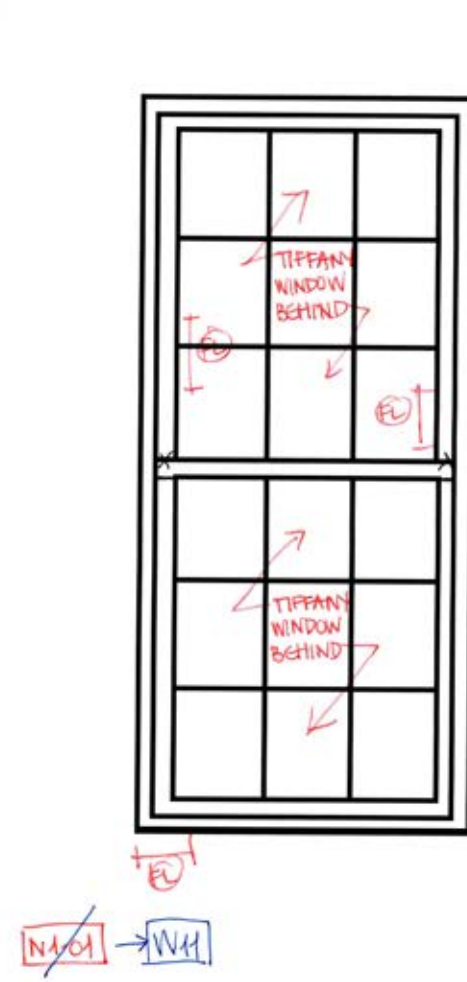 TIFFANY
WINDOW
BEHIND
EL
EL
TIFFANY
WINDOW
BEHIND
EL
N1-01 → W11